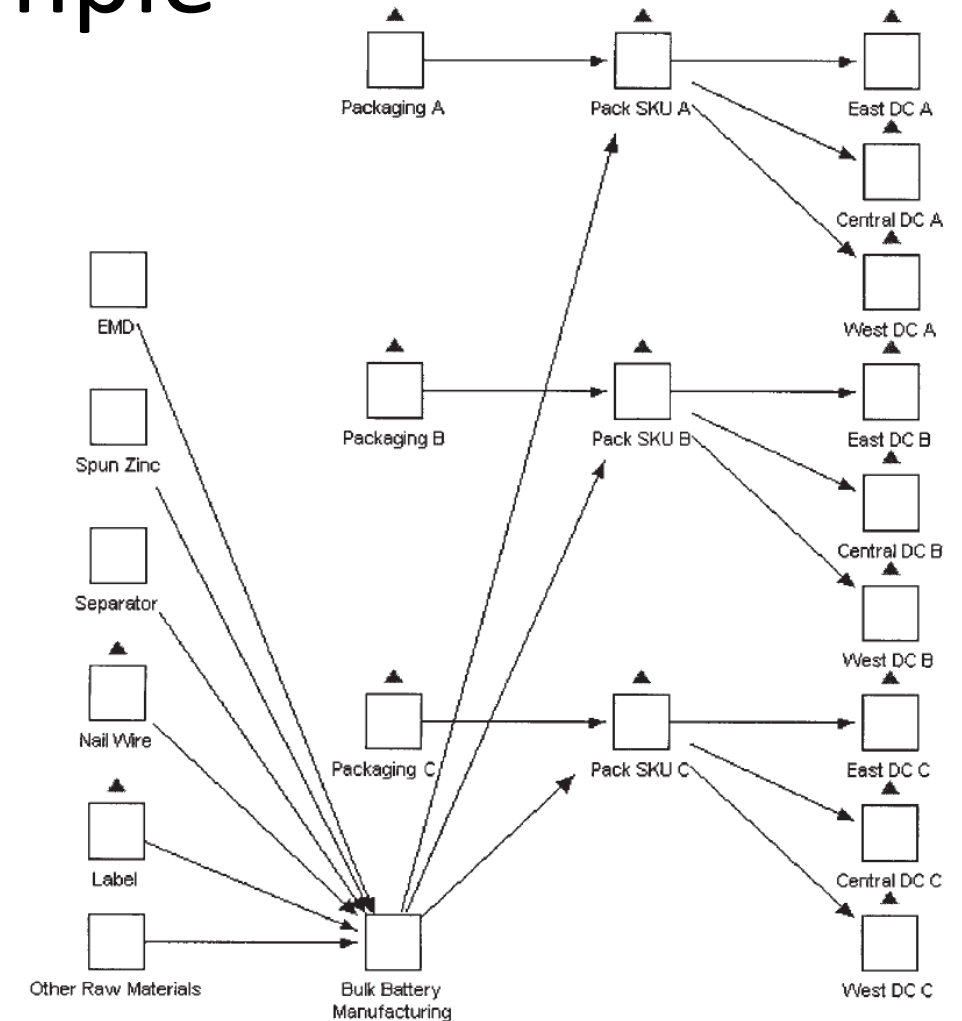 Packaging A
Pack SKU A
East DC A
Central DC A
EMD
West DC A
Packaging B
Pack SKU B
East DC B
Spun Zinc
Central DC B
Separator
West DC B
Nail Wire
Packaging C
Pack SKU C
East DC C
Label
Central DC C
Other Raw Materials
Bulk Battery
Manufacturing
West DC C